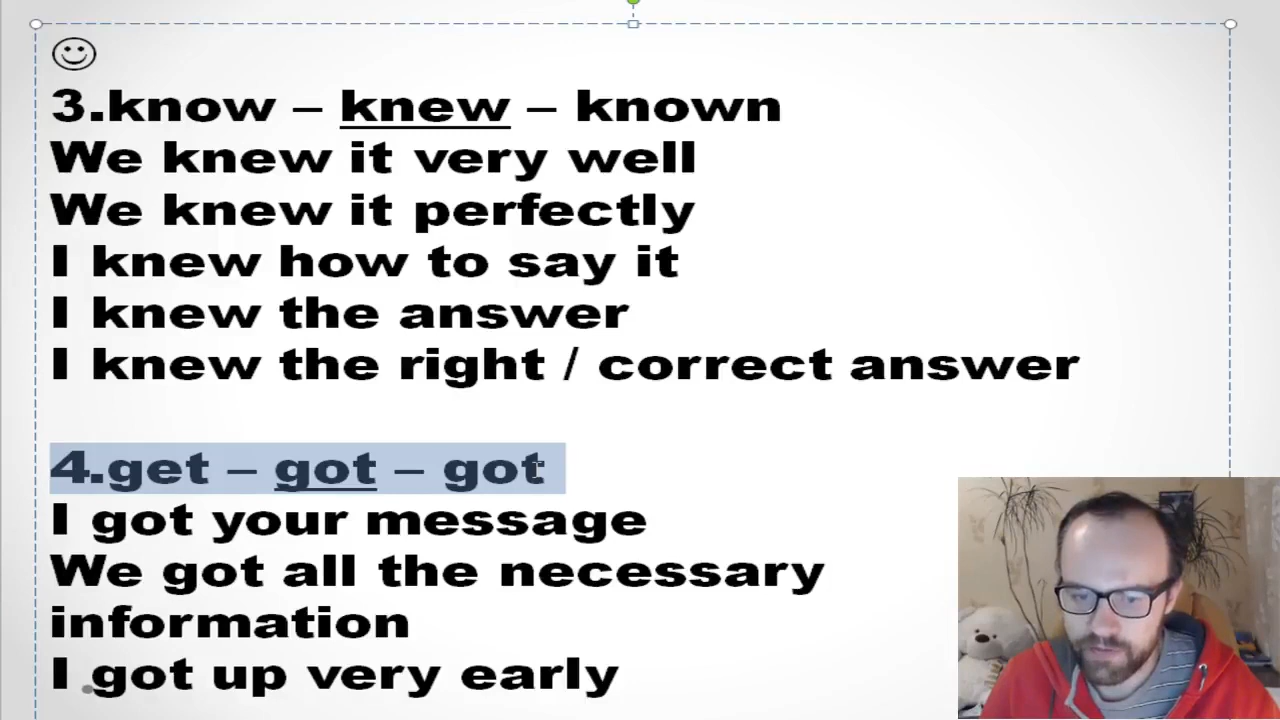 3.know – knew – known
We knew it very well
We knew it perfectly
I knew how to say it
I knew the answer
I knew the right / correct answer
4.get – got – got
I got your message
We got all the necessary
information
I got up very early